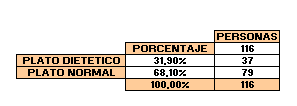 PERSONAS
PORCENTAJE 116
PLATO DIETETICO 31,90% 37
PLATO NORMAL 68,10% 79
100,00% 116